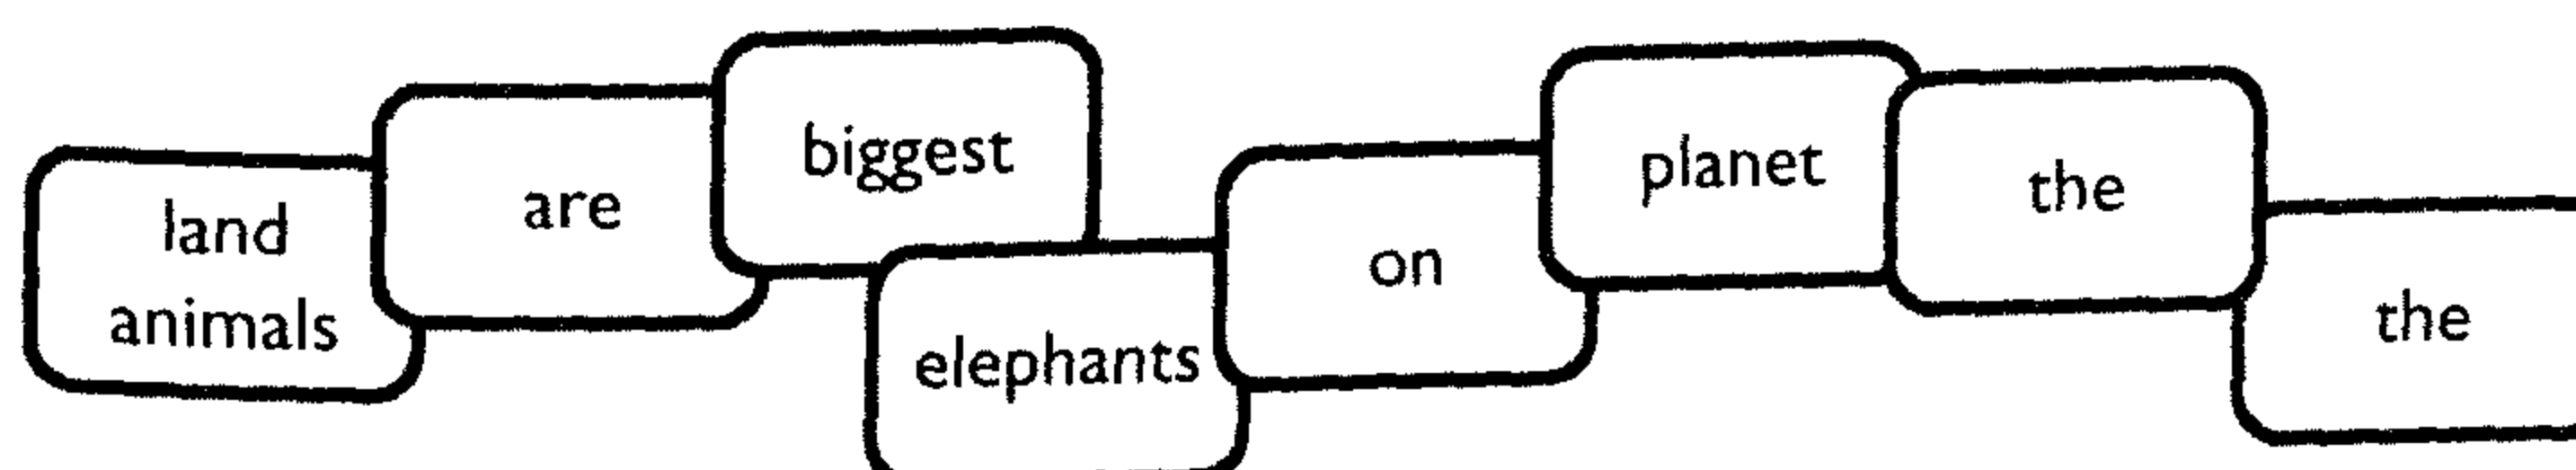 land
animals
are
biggest
elephants
on
planet
the
the